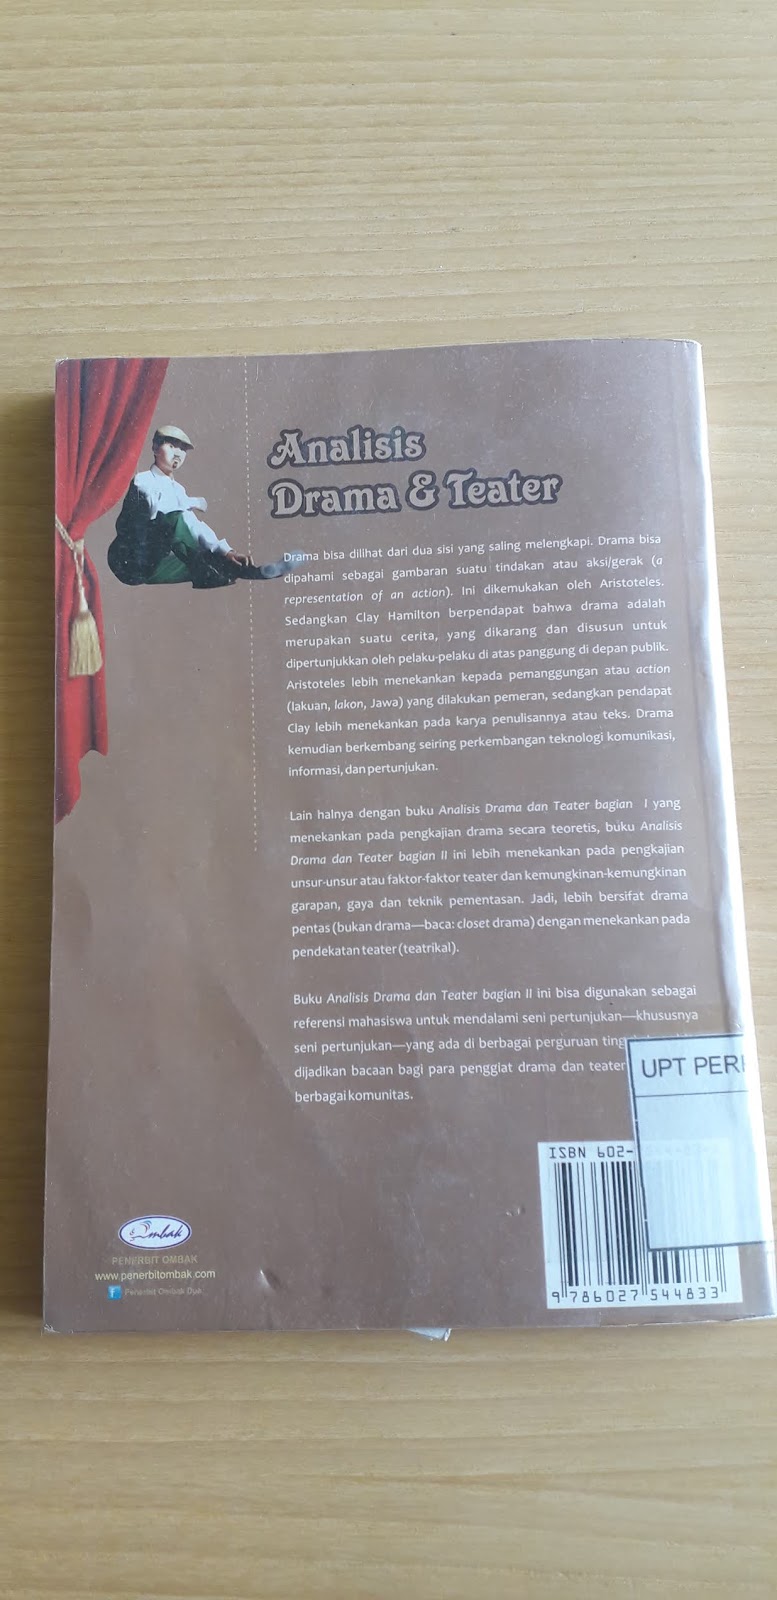 Analisis
Drama & Teater
Drama bisa dilihat dari dua sisi yang saling melengkapi. Drama bisa
dipahami sebagai gambaran suatu tindakan atau aksi/gerak (a
representation of an action). Ini dikemukakan oleh Aristoteles.
Sedangkan Clay Hamilton berpendapat bahwa drama adalah
merupakan suatu cerita, yang dikarang dan disusun untuk
dipertunjukkan oleh pelaku-pelaku di atas panggung di depan publik.
Aristoteles lebih menekankan kepada pemanggungan atau action
(lakuan, lakon, Jawa) yang dilakukan pemeran, sedangkan pendapat
Clay lebih menekankan pada karya penulisannya atau teks. Drama
kemudian berkembang seiring perkembangan teknologi komunikasi,
informasi, dan pertunjukan.
Lain halnya dengan buku Analisis Drama dan Teater bagian I yang
menekankan pada pengkajian drama secara teoretis, buku Analisis
Drama dan Teater bagian II ini lebih menekankan pada pengkajian
unsur-unsur atau faktor-faktor teater dan kemungkinan-kemungkinan
garapan, gaya dan teknik pementasan. Jadi, lebih bersifat drama
pentas (bukan drama—baca: closet drama) dengan menekankan pada
pendekatan teater (teatrikal).
Buku Analisis Drama dan Teater bagian II ini bisa digunakan sebagai
referensi mahasiswa untuk mendalami seni pertunjukan—khususnya
seni pertunjukan—yang ada di berbagai perguruan ting
dijadikan bacaan bagi para penggiat drama dan teater
berbagai komunitas.
UPT PER
ISBN 602-
9 786027 544833
Ombak
PENERBIT OMBAK
www.penerbitombak.com
f Penerbit Ombak Dua